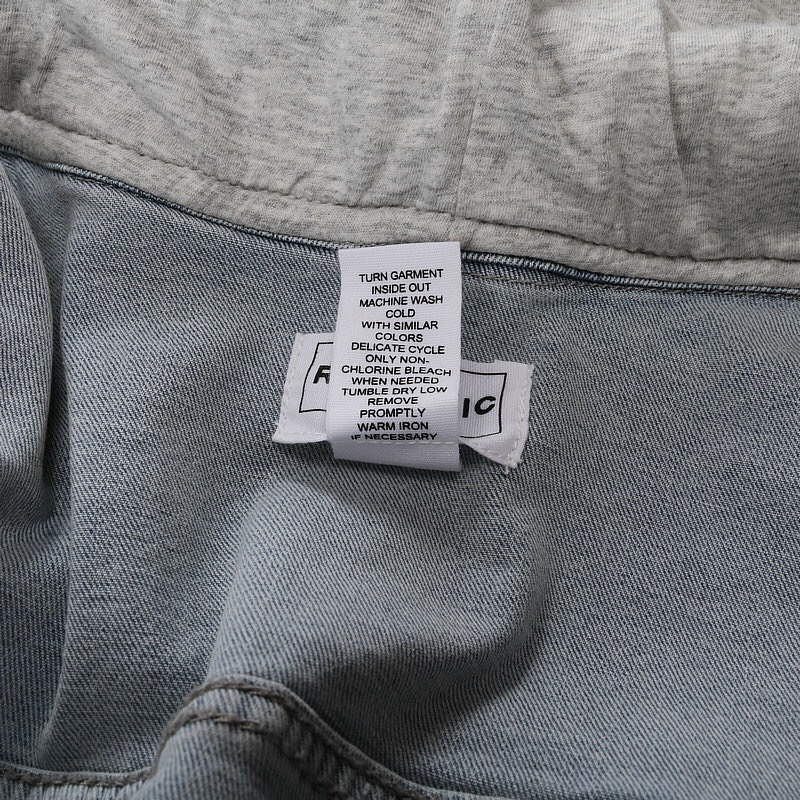 TURN GARMENT
INSIDE OUT
MACHINE WASH
COLD
WITH SIMILAR
COLORS
DELICATE CYCLE
ONLY NON-
CHLORINE BLEACH
WHEN NEEDED
TUMBLE DRY LOW
REMOVE
PROMPTLY
WARM IRON
IF NECESSARY